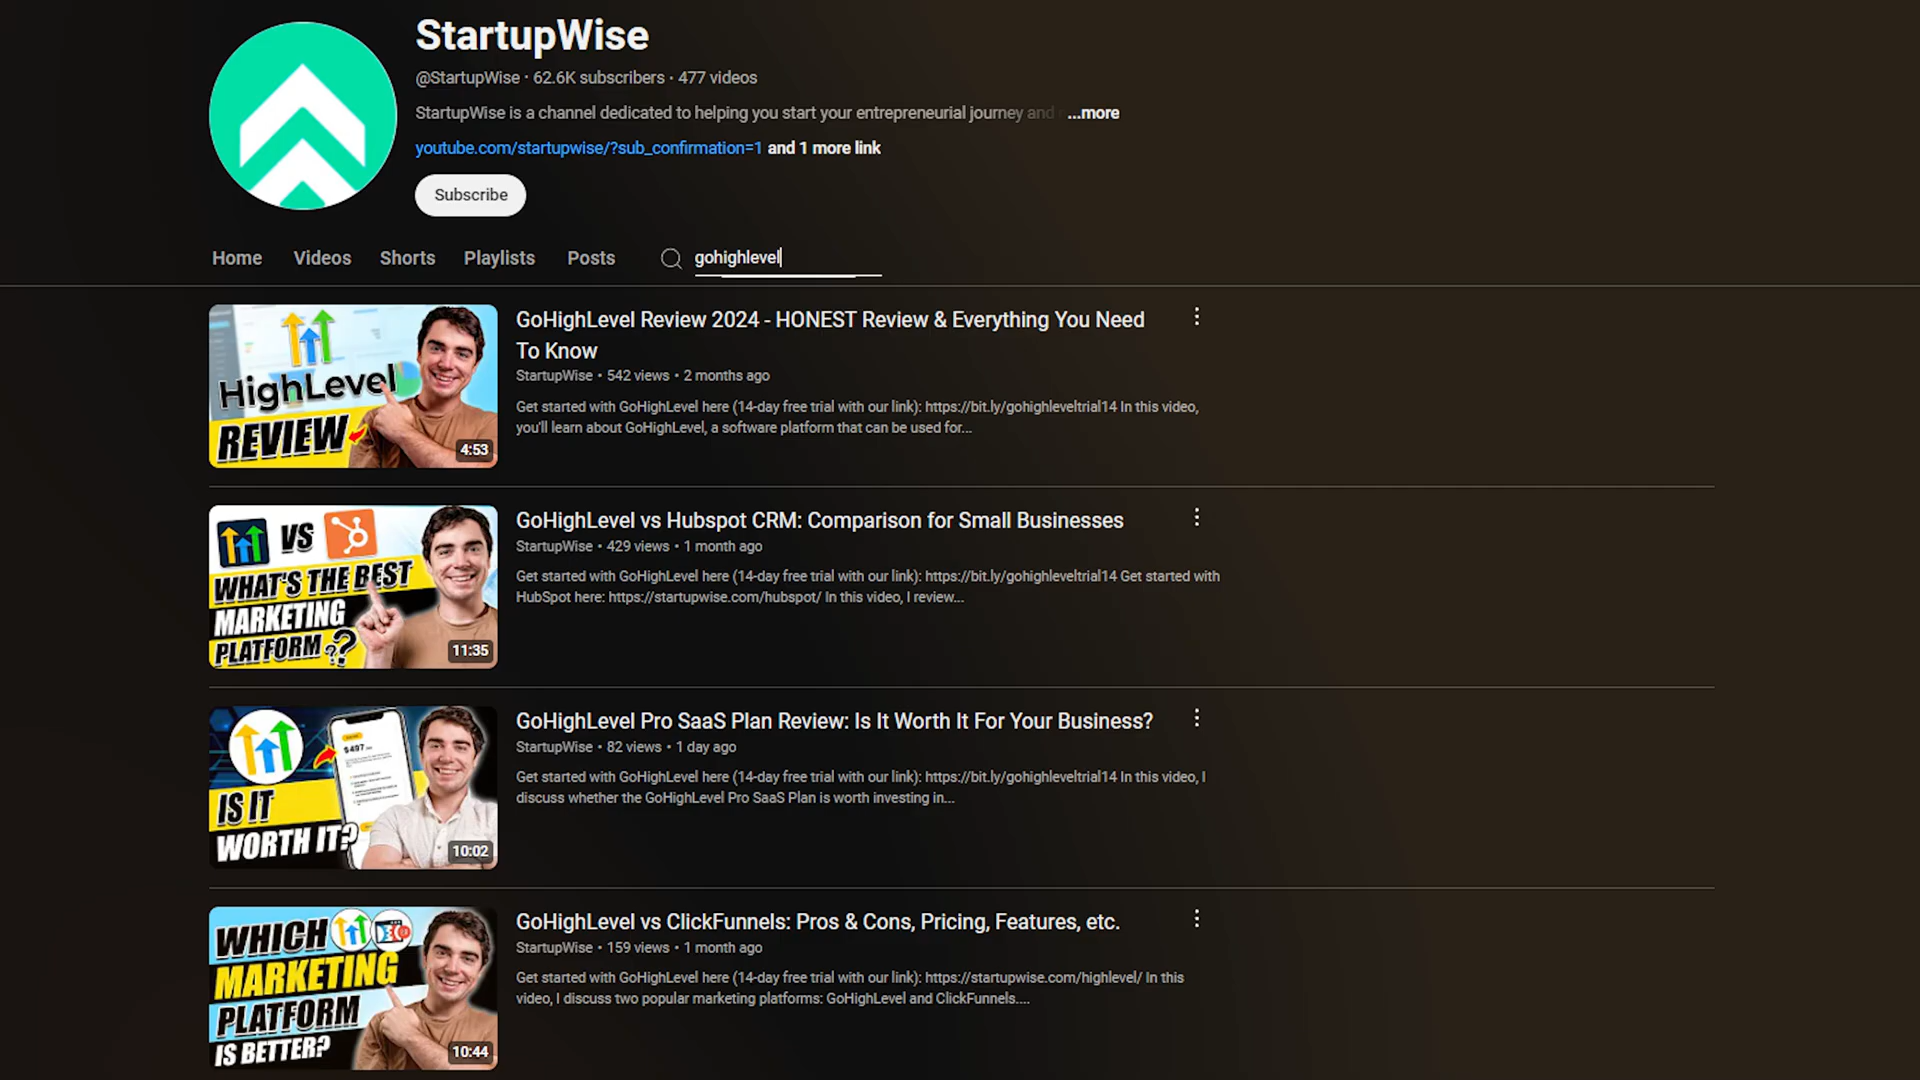 StartupWise
@StartupWise • 62.6K subscribers • 477 videos
StartupWise is a channel dedicated to helping you start your entrepreneurial journey and ...more
youtube.com/startupwise/?sub_confirmation=1 and 1 more link
Subscribe
Home Videos Shorts Playlists Posts gohighlevel
HighLevel
REVIEW
4:53
GoHighLevel Review 2024 - HONEST Review & Everything You Need
To Know
StartupWise • 542 views • 2 months ago
Get started with GoHighLevel here (14-day free trial with our link): https://bit.ly/gohighleveltrial14 In this video,
you'll learn about GoHighLevel, a software platform that can be used for...
VS
WHAT'S THE BEST
MARKETING
PLATFORM ??
11:35
GoHighLevel vs Hubspot CRM: Comparison for Small Businesses
StartupWise • 429 views • 1 month ago
Get started with GoHighLevel here (14-day free trial with our link): https://bit.ly/gohighleveltrial14 Get started with
HubSpot here: https://startupwise.com/hubspot/ In this video, I review...
$497
IS IT
WORTH IT?
10:02
GoHighLevel Pro SaaS Plan Review: Is It Worth It For Your Business?
StartupWise • 82 views • 1 day ago
Get started with GoHighLevel here (14-day free trial with our link): https://bit.ly/gohighleveltrial14 In this video, I
discuss whether the GoHighLevel Pro SaaS Plan is worth investing in...
WHICH
MARKETING
PLATFORM
IS BETTER?
10:44
GoHighLevel vs ClickFunnels: Pros & Cons, Pricing, Features, etc.
StartupWise • 159 views • 1 month ago
Get started with GoHighLevel here (14-day free trial with our link): https://startupwise.com/highlevel/ In this
video, I discuss two popular marketing platforms: GoHighLevel and ClickFunnels....